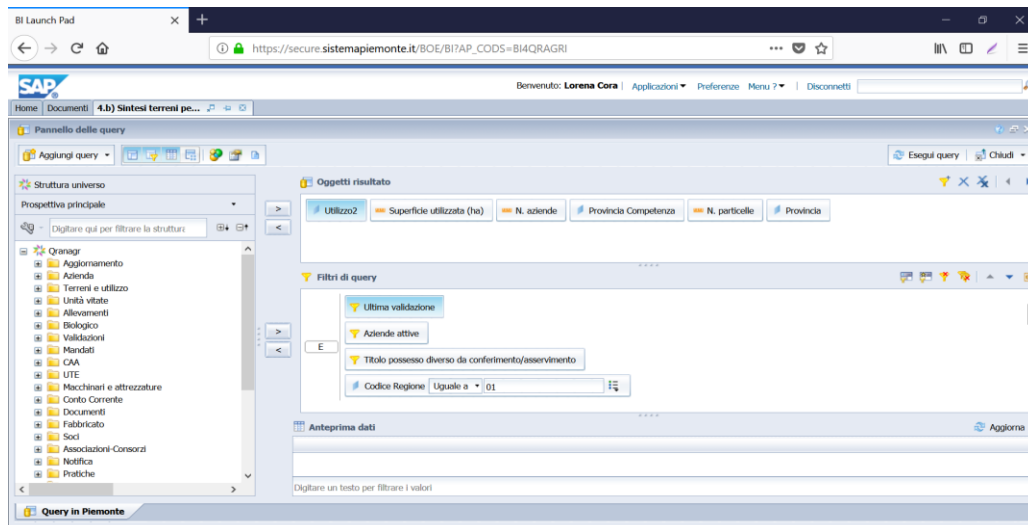 BI Launch Pad
https://secure.sistemapiemonte.it/BOE/BI?AP_CODS=BI4QRAGRI
SAP
Benvenuto: Lorena Cora | Applicazioni Preferenze Menu ? | Disconnetti
Home Documenti 4.b) Sintesi terreni pe...
Pannello delle query
Aggiungi query Esegui query Chiudi
Struttura universo
Prospettiva principale
Digitare qui per filtrare la struttura
Qranagr
Aggiornamento
Azienda
Terreni e utilizzo
Unità vitate
Allevamenti
Biologico
Validazioni
Mandati
CAA
UTE
Macchinari e attrezzature
Conto Corrente
Documenti
Fabbricato
Soci
Associazioni-Consorzi
Notifica
Pratiche
Oggetti risultato
Utilizzo2 Superficie utilizzata (ha) N. aziende Provincia Competenza N. particelle Provincia
Filtri di query
E
Ultima validazione
Aziende attive
Titolo possesso diverso da conferimento/asservimento
Codice Regione Uguale a 01
Anteprima dati Aggiorna
Digitare un testo per filtrare i valori
Query in Piemonte